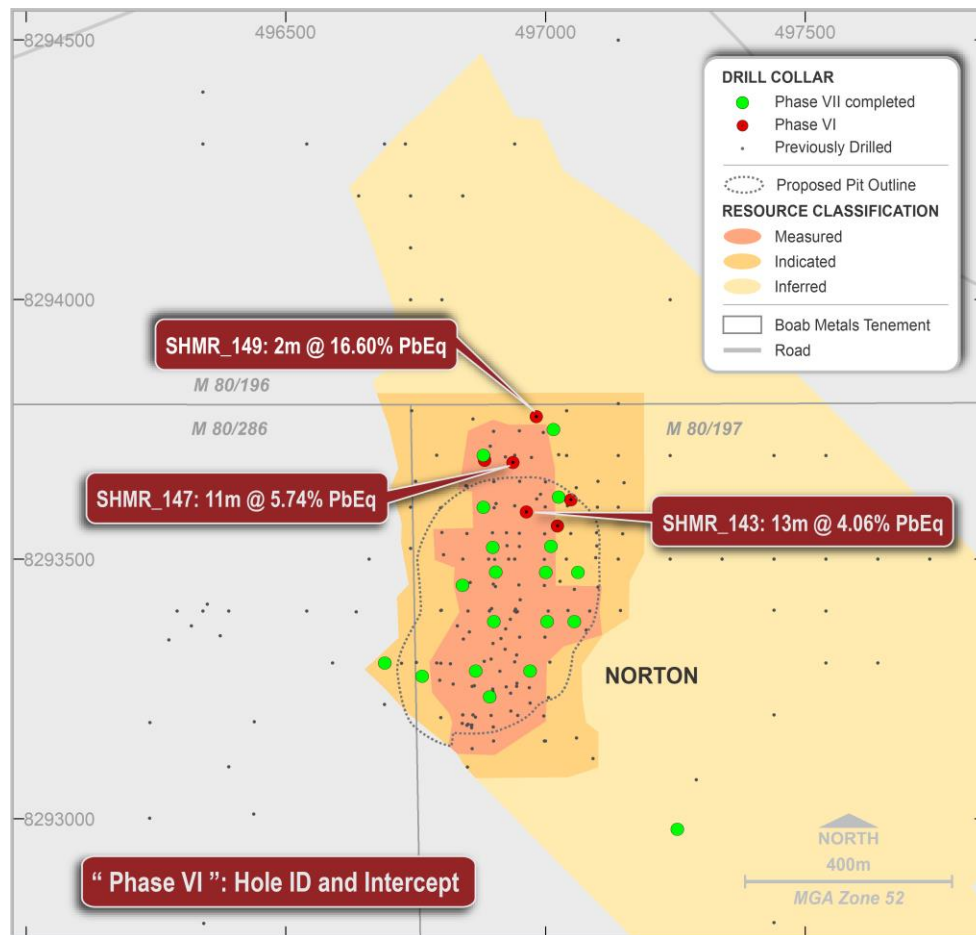 496500
497000
497500
8294500
DRILL COLLAR
Phase VII completed
Phase VI
Previously Drilled
Proposed Pit Outline
RESOURCE CLASSIFICATION
Measured
Indicated
Inferred
Boab Metals Tenement
Road
8294000
SHMR_149: 2m @ 16.60% PbEq
M 80/196
M 80/286
M 80/197
SHMR_147: 11m @ 5.74% PbEq
SHMR_143: 13m @ 4.06% PbEq
8293500
NORTON
8293000
NORTH
400m
MGA Zone 52
“ Phase VI ”: Hole ID and Intercept